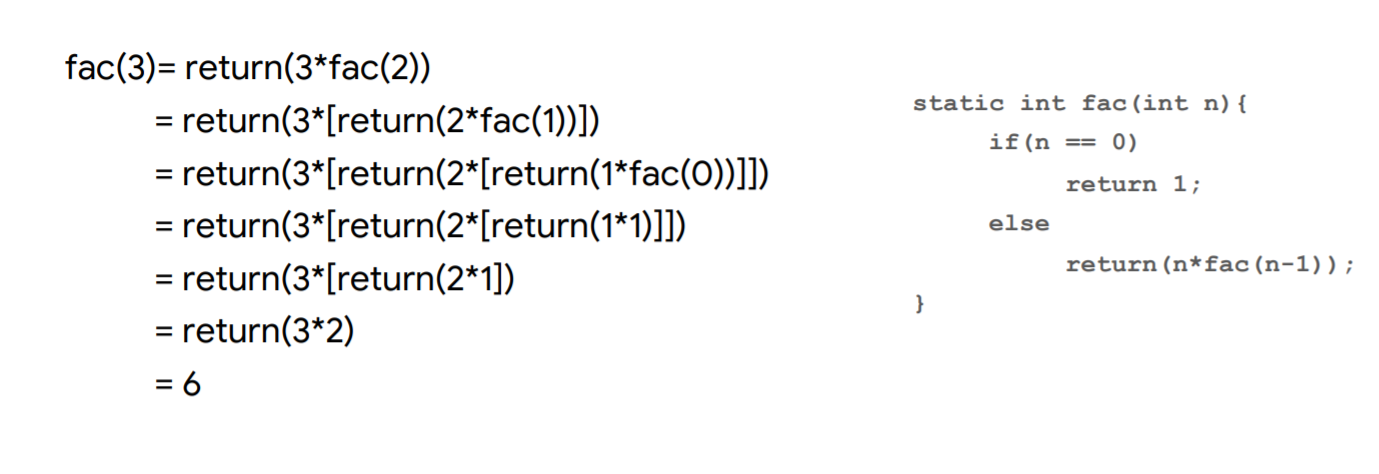 fac(3)= return(3*fac(2))
= return(3*[return(2*fac(1))])
= return(3*[return(2*[return(1*fac(0))]])
= return(3*[return(2*[return(1*1)]])
= return(3*[return(2*1])
= return(3*2)
= 6
static int fac(int n){
if(n == 0)
return 1;
else
return(n*fac(n-1));
}